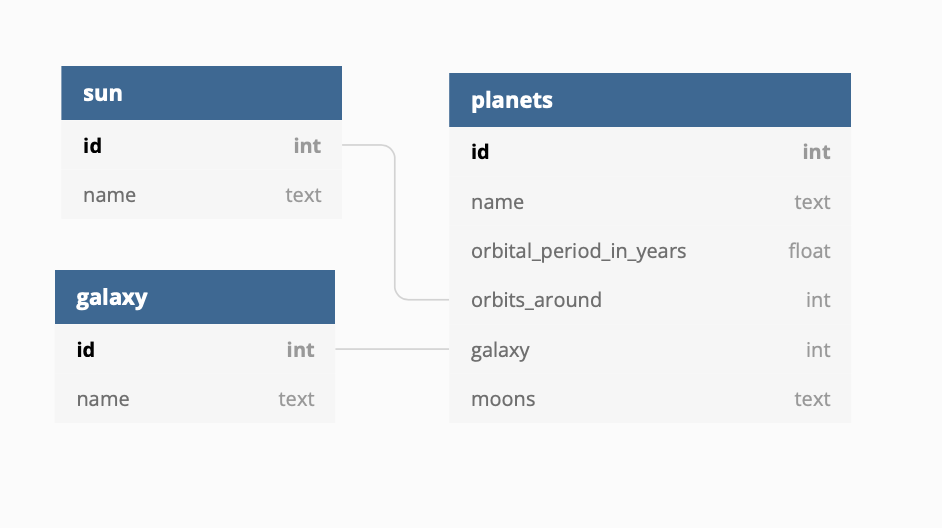 sun
id int
name text
galaxy
id int
name text
planets
id int
name text
orbital_period_in_years float
orbits_around int
galaxy int
moons text